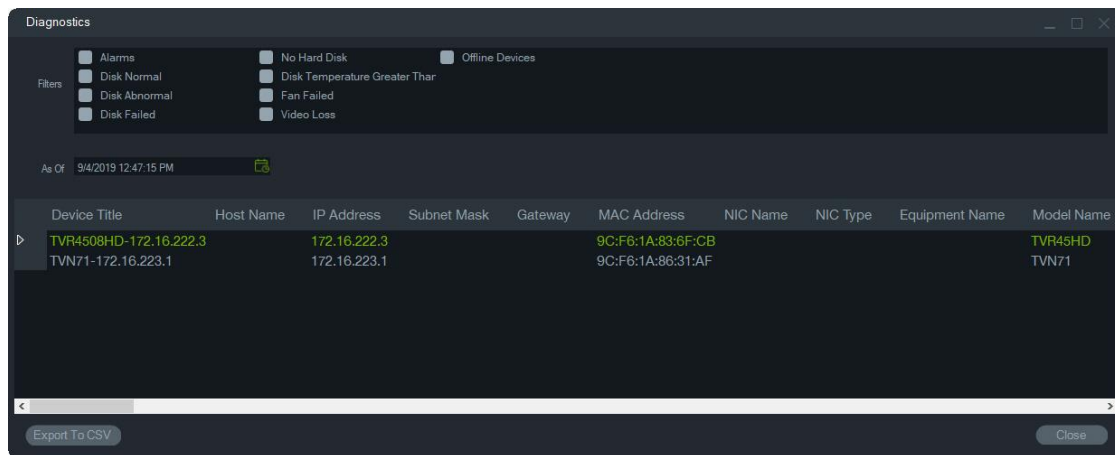 Diagnostics
Filters
Alarms No Hard Disk Offline Devices
Disk Normal Disk Temperature Greater Than
Disk Abnormal Fan Failed
Disk Failed Video Loss
As Of 9/4/2019 12:47:15 PM
Device Title Host Name IP Address Subnet Mask Gateway MAC Address NIC Name NIC Type Equipment Name Model Name
TVR4508HD-172.16.222.3 172.16.222.3 9C:F6:1A:83:6F:CB TVR45HD
TVN71-172.16.223.1 172.16.223.1 9C:F6:1A:86:31:AF TVN71
Export To CSV Close